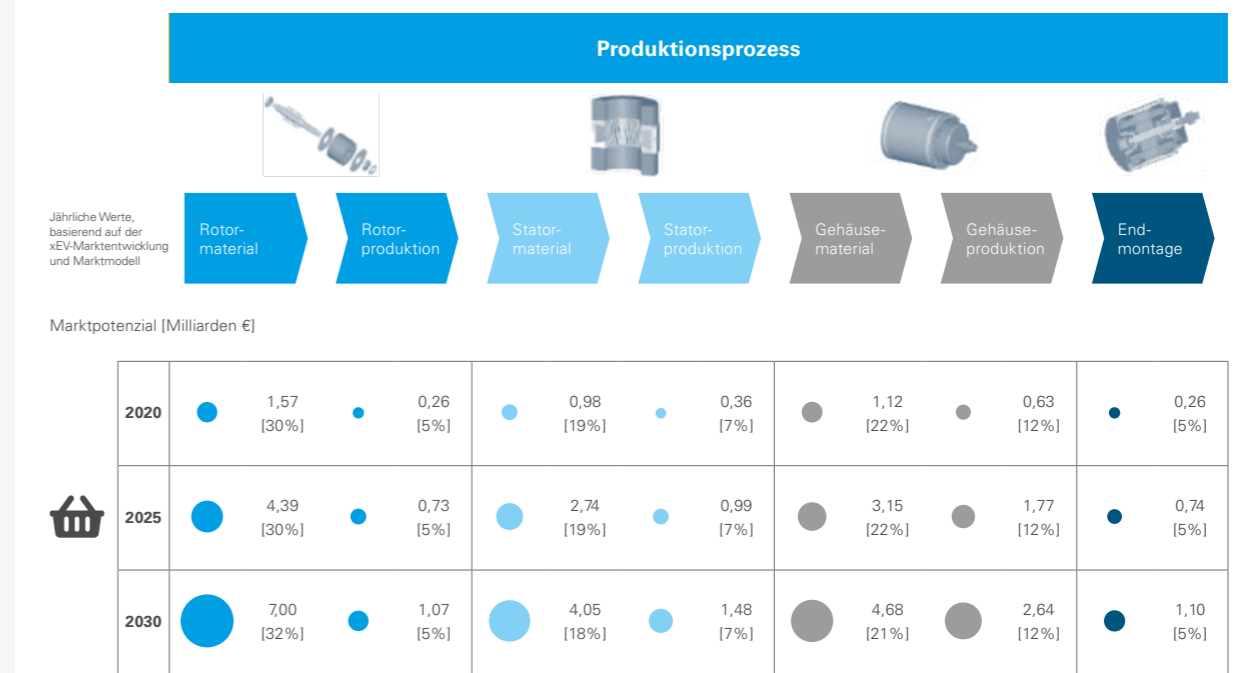 Produktionsprozess
Jährliche Werte,
basierend auf der
xEV-Marktentwicklung
und Marktmodell
Rotor-
material
Rotor-
produktion
Stator-
material
Stator-
produktion
Gehäuse-
material
Gehäuse-
produktion
End-
montage
Marktpotenzial [Milliarden €]
2020
1,57
[30%]
0,26
[5%]
0,98
[19%]
0,36
[7%]
1,12
[22%]
0,63
[12%]
0,26
[5%]
2025
4,39
[30%]
0,73
[5%]
2,74
[19%]
0,99
[7%]
3,15
[22%]
1,77
[12%]
0,74
[5%]
2030
7,00
[32%]
1,07
[5%]
4,05
[18%]
1,48
[7%]
4,68
[21%]
2,64
[12%]
1,10
[5%]